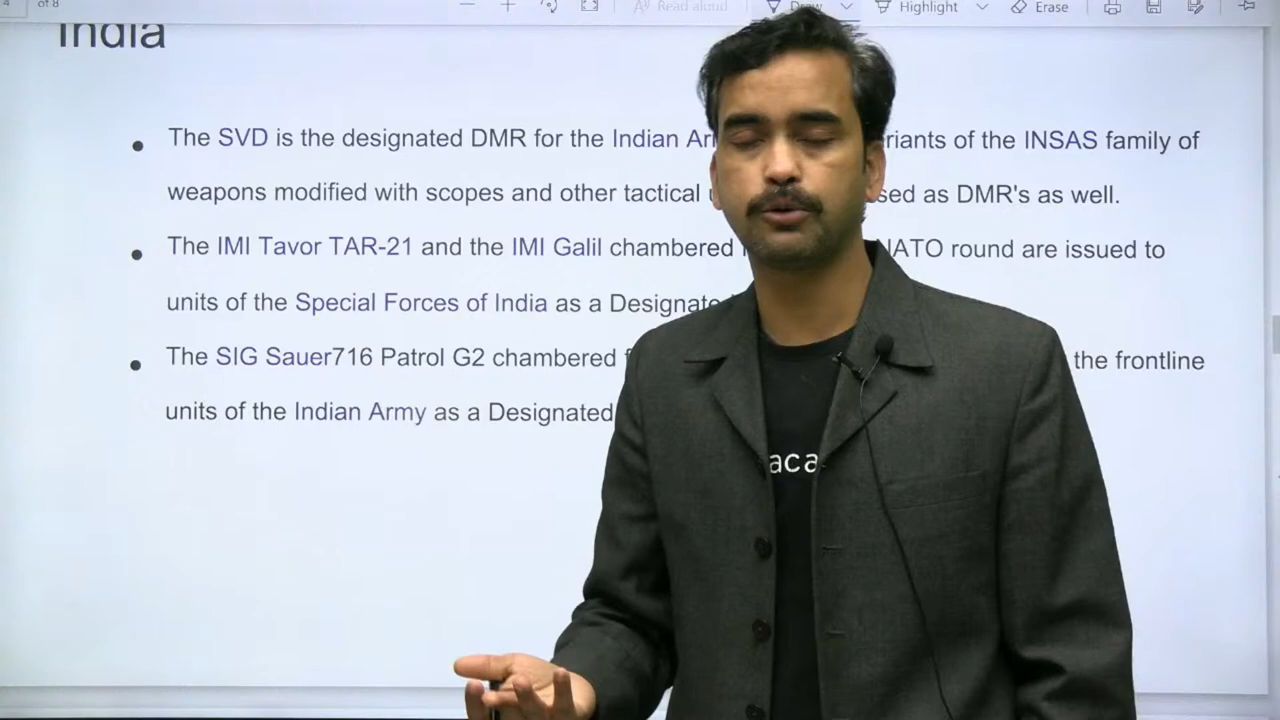 4 of 8
Read aloud Draw Highlight Erase
India
The SVD is the designated DMR for the Indian Ar riants of the INSAS family of
weapons modified with scopes and other tactical sed as DMR's as well.
The IMI Tavor TAR-21 and the IMI Galil chambered NATO round are issued to
units of the Special Forces of India as a Designate
The SIG Sauer716 Patrol G2 chambered the frontline
units of the Indian Army as a Designated
aca